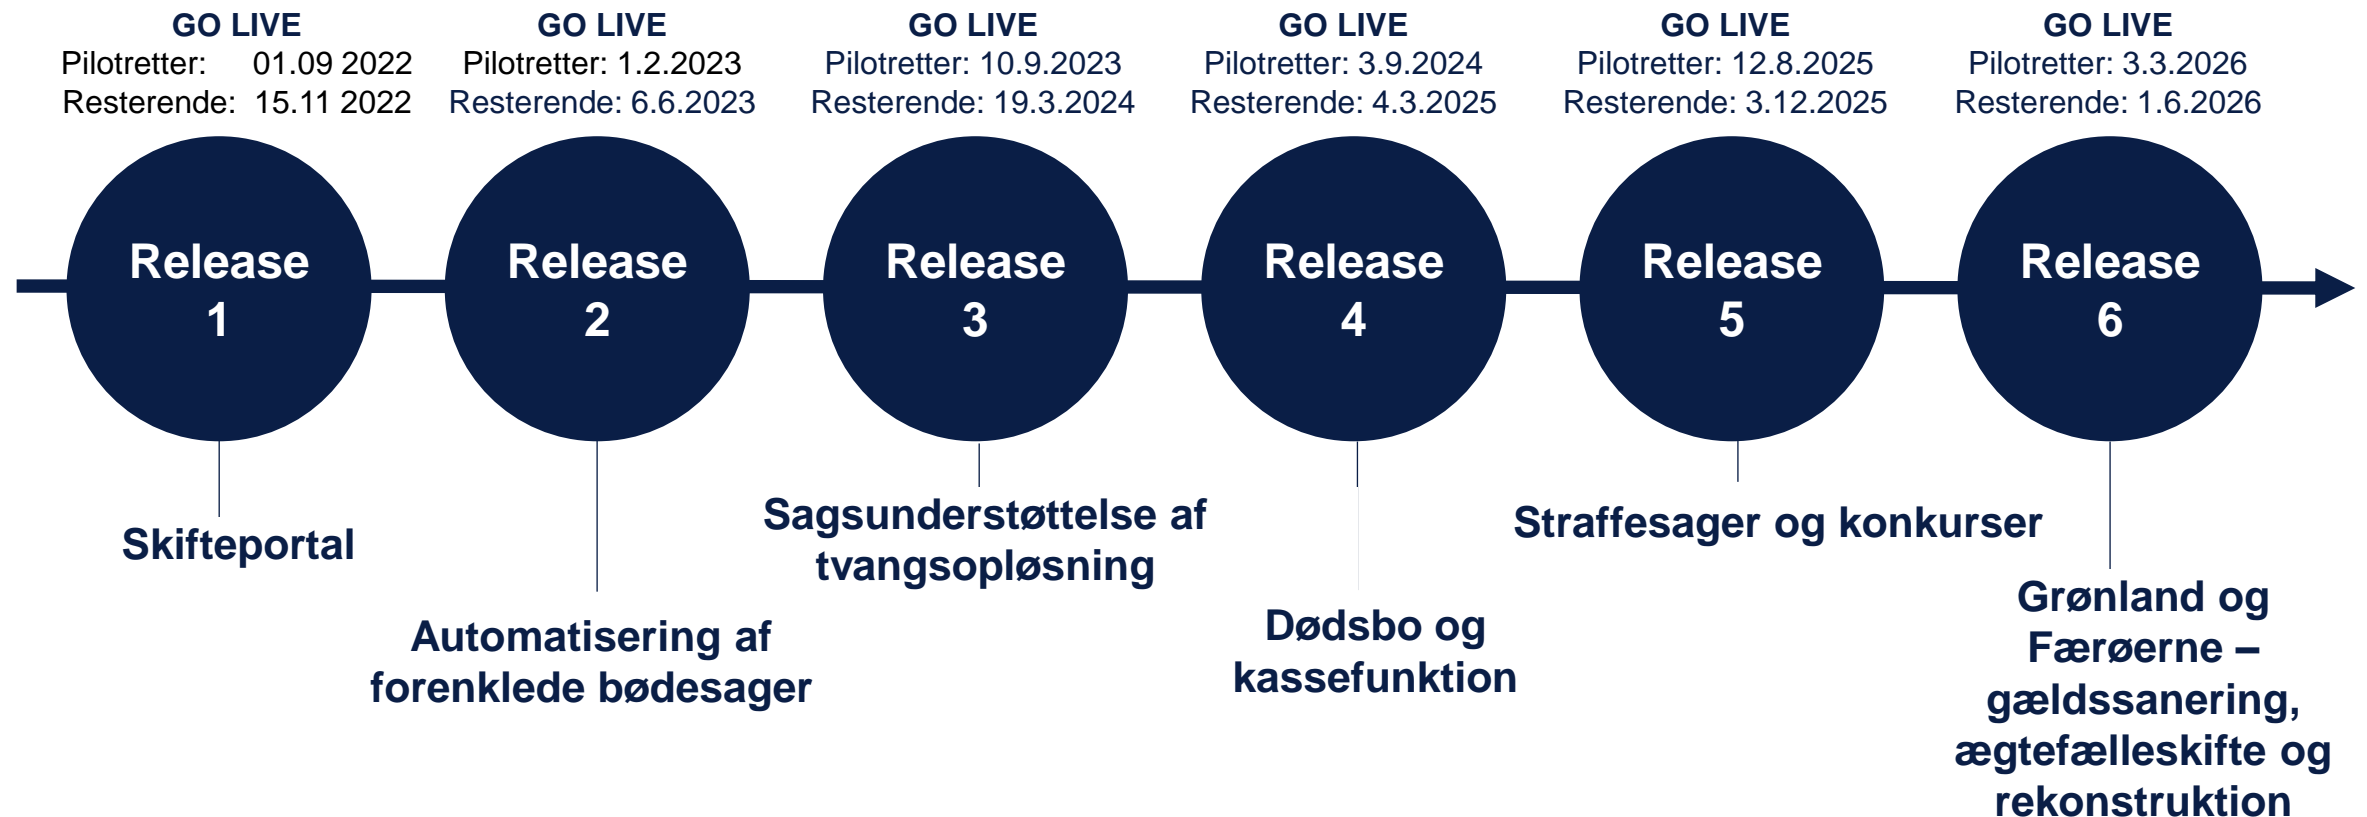 GO LIVE
Pilotretter: 01.09 2022
Resterende: 15.11 2022
GO LIVE
Pilotretter: 1.2.2023
Resterende: 6.6.2023
GO LIVE
Pilotretter: 10.9.2023
Resterende: 19.3.2024
GO LIVE
Pilotretter: 3.9.2024
Resterende: 4.3.2025
GO LIVE
Pilotretter: 12.8.2025
Resterende: 3.12.2025
GO LIVE
Pilotretter: 3.3.2026
Resterende: 1.6.2026
Release
1
Release
2
Release
3
Release
4
Release
5
Release
6
Skifteportal
Automatisering af
forenklede bødesager
Sagsunderstøttelse af
tvangsopløsning
Dødsbo og
kassefunktion
Straffesager og konkurser
Grønland og
Færøerne –
gældssanering,
ægtefælleskifte og
rekonstruktion